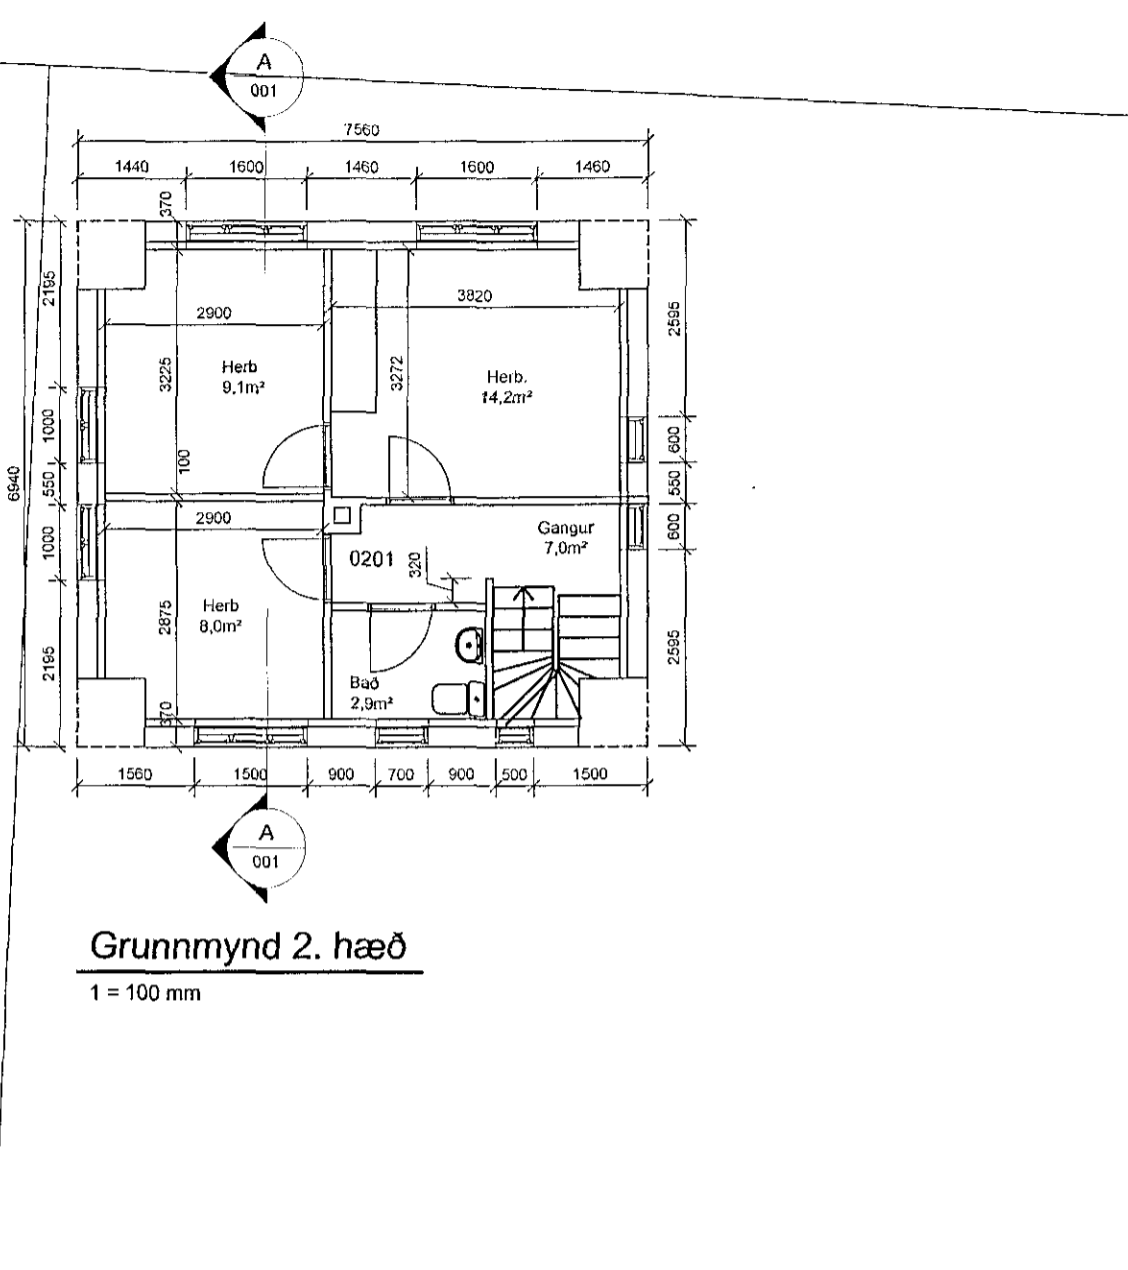 A
001
7560
1440 1600 1460 1600 1460
370
2195
2595
3820
2900
Herb
9,1m²
3225
3272
Herb.
14,2m²
1000
600
100
6940
550
550
2900
Gangur
7,0m²
1000
600
0201
320
Herb
8,0m²
2875
2195
2595
Bað
2,9m²
370
1560 1500 900 700 900 500 1500
A
001
Grunnmynd 2. hæð
1 = 100 mm